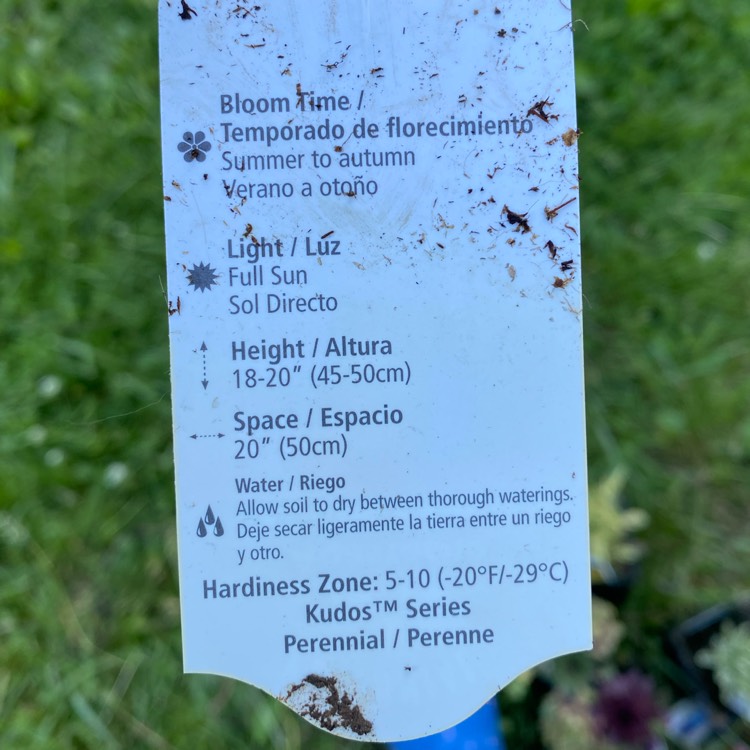 Bloom Time /
Temporado de florecimiento
Summer to autumn
Verano a otoño
Light / Luz
Full Sun
Sol Directo
Height / Altura
18-20" (45-50cm)
Space / Espacio
20" (50cm)
Water / Riego
Allow soil to dry between thorough waterings.
Deje secar ligeramente la tierra entre un riego
y otro.
Hardiness Zone: 5-10 (-20°F/-29°C)
Kudos™ Series
Perennial / Perenne